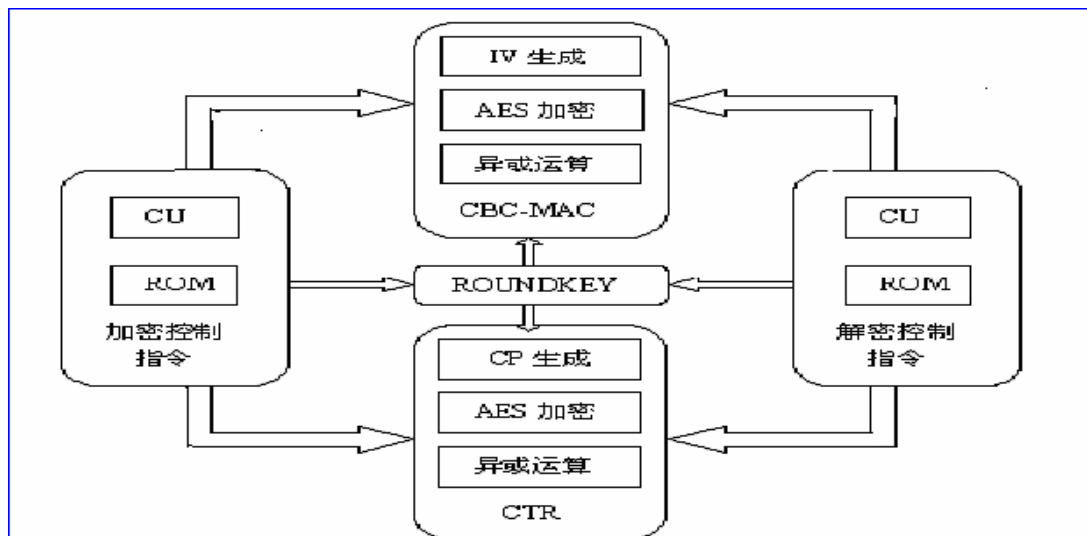 IV 生成
AES 加密
异或运算
CBC-MAC
CU
ROM
加密控制
指令
ROUNDKEY
CU
ROM
解密控制
指令
CP 生成
AES 加密
异或运算
CTR